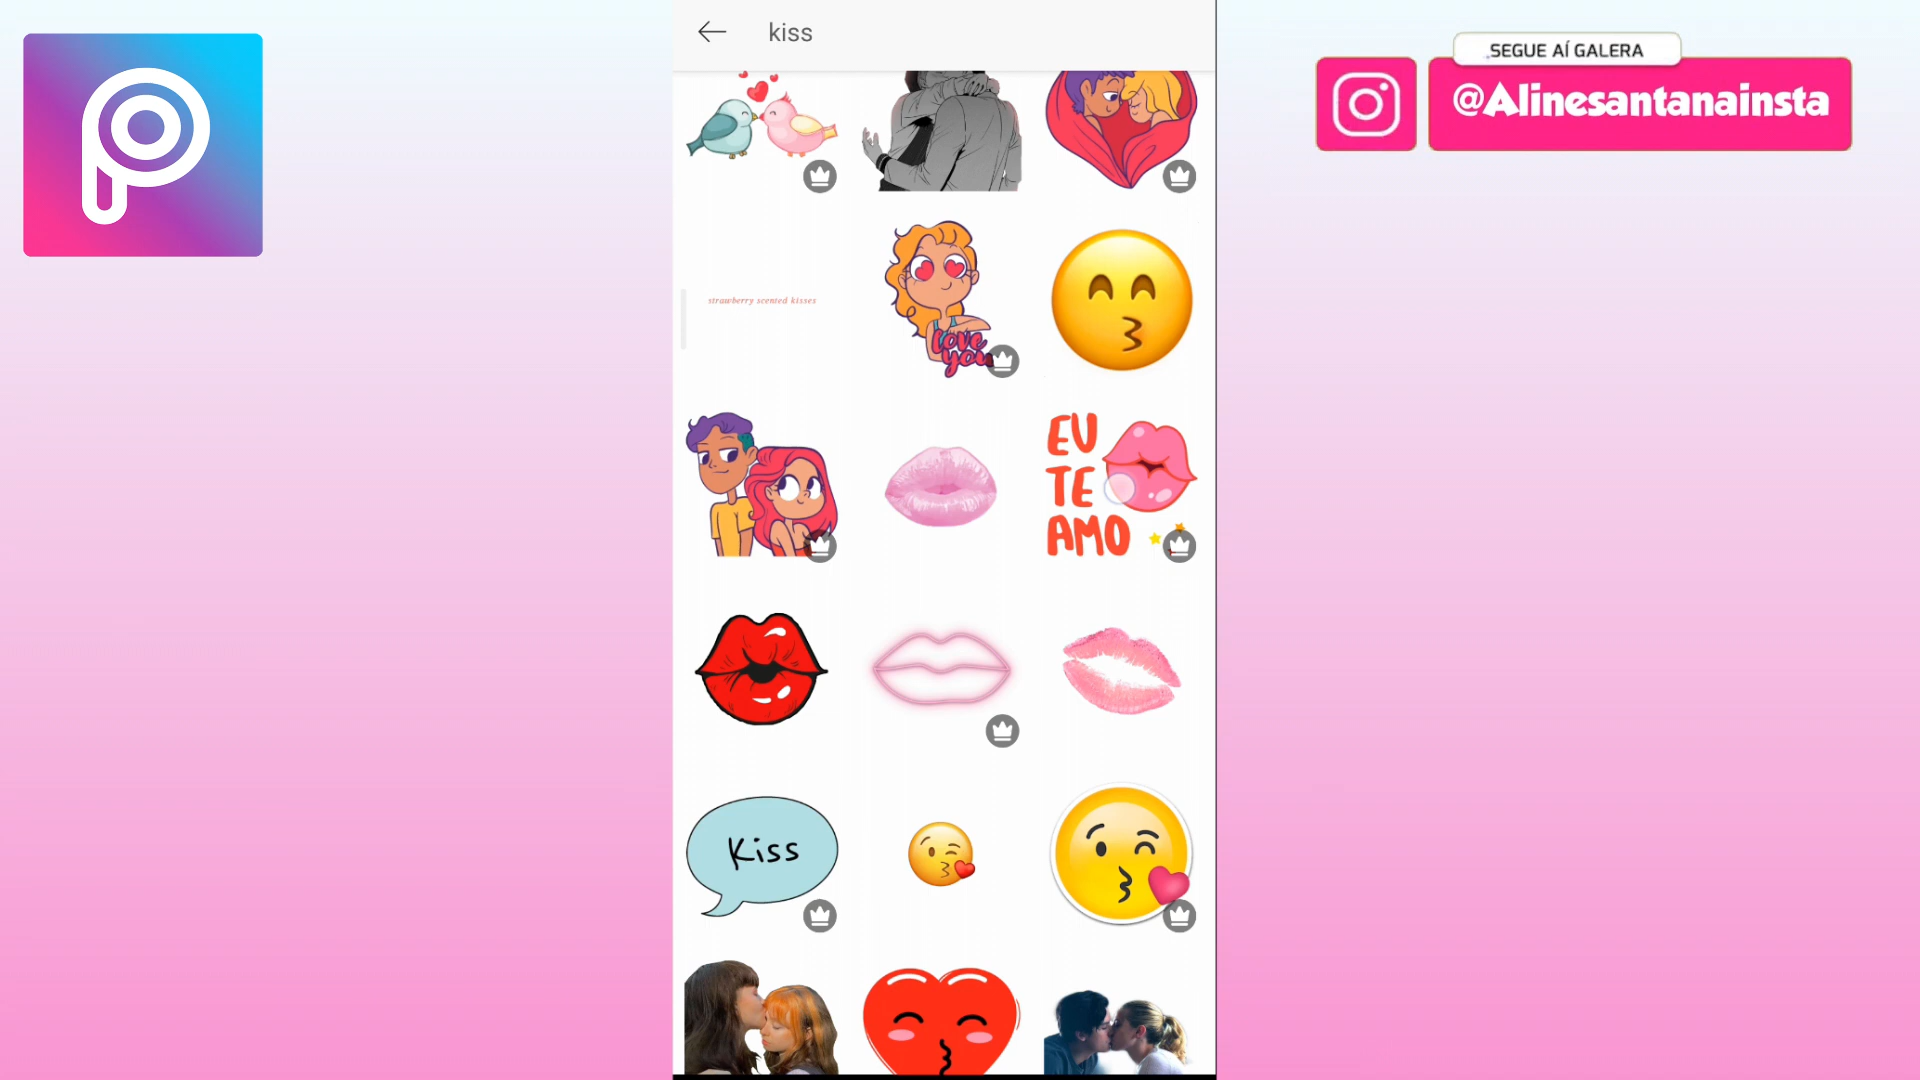 kiss
SEGUE AÍ GALERA
@Alinesantanainsta
strawberry scented kisses
Love
you
EU
TE
AMO
Kiss